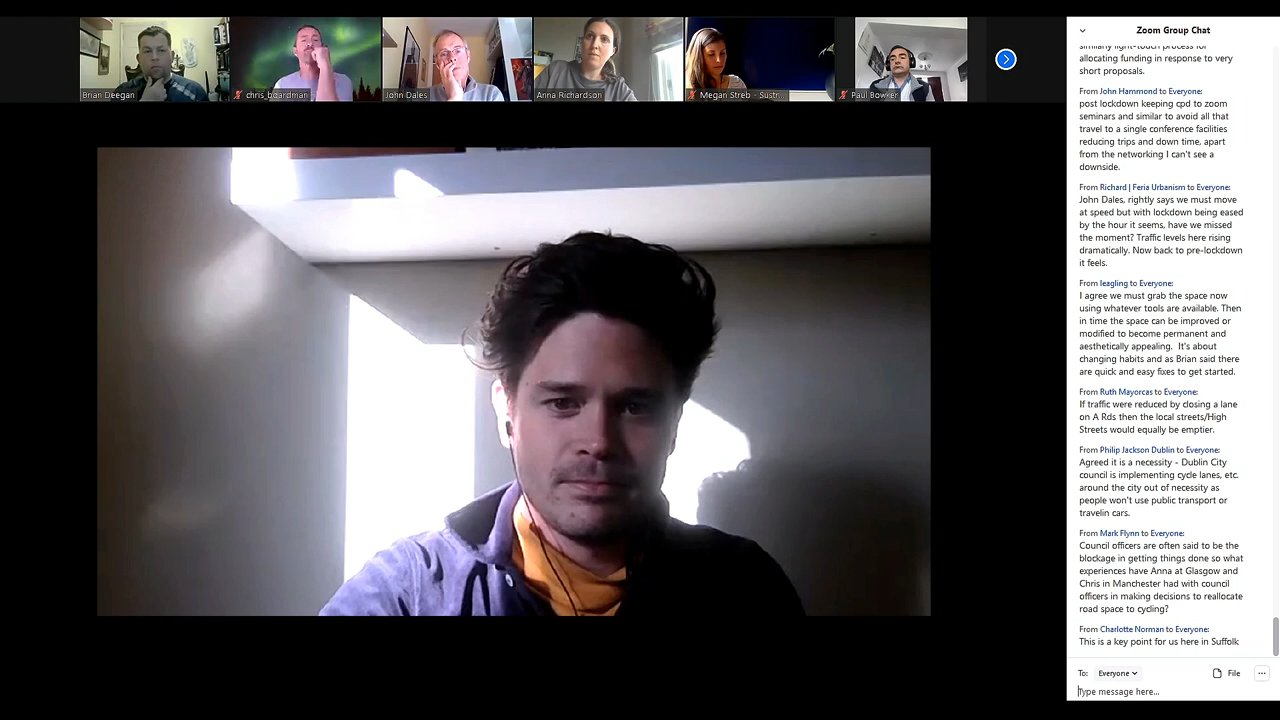 Brian Deegan
chris_boardman
John Dales
Anna Richardson
Megan Streb - Sustr...
Paul Bowker
Zoom Group Chat
similarly light-touch process for
allocating funding in response to very
short proposals.
From John Hammond to Everyone:
post lockdown keeping cpd to zoom
seminars and similar to avoid all that
travel to a single conference facilities
reducing trips and down time, apart
from the networking I can't see a
downside.
From Richard | Feria Urbanism to Everyone:
John Dales, rightly says we must move
at speed but with lockdown being eased
by the hour it seems, have we missed
the moment? Traffic levels here rising
dramatically. Now back to pre-lockdown
it feels.
From leagling to Everyone:
I agree we must grab the space now
using whatever tools are available. Then
in time the space can be improved or
modified to become permanent and
aesthetically appealing. It's about
changing habits and as Brian said there
are quick and easy fixes to get started.
From Ruth Mayorcas to Everyone:
If traffic were reduced by closing a lane
on A Rds then the local streets/High
Streets would equally be emptier.
From Philip Jackson Dublin to Everyone:
Agreed it is a necessity - Dublin City
council is implementing cycle lanes, etc.
around the city out of necessity as
people won't use public transport or
travelin cars.
From Mark Flynn to Everyone:
Council officers are often said to be the
blockage in getting things done so what
experiences have Anna at Glasgow and
Chris in Manchester had with council
officers in making decisions to reallocate
road space to cycling?
From Charlotte Norman to Everyone:
This is a key point for us here in Suffolk
To: Everyone File ...
Type message here...